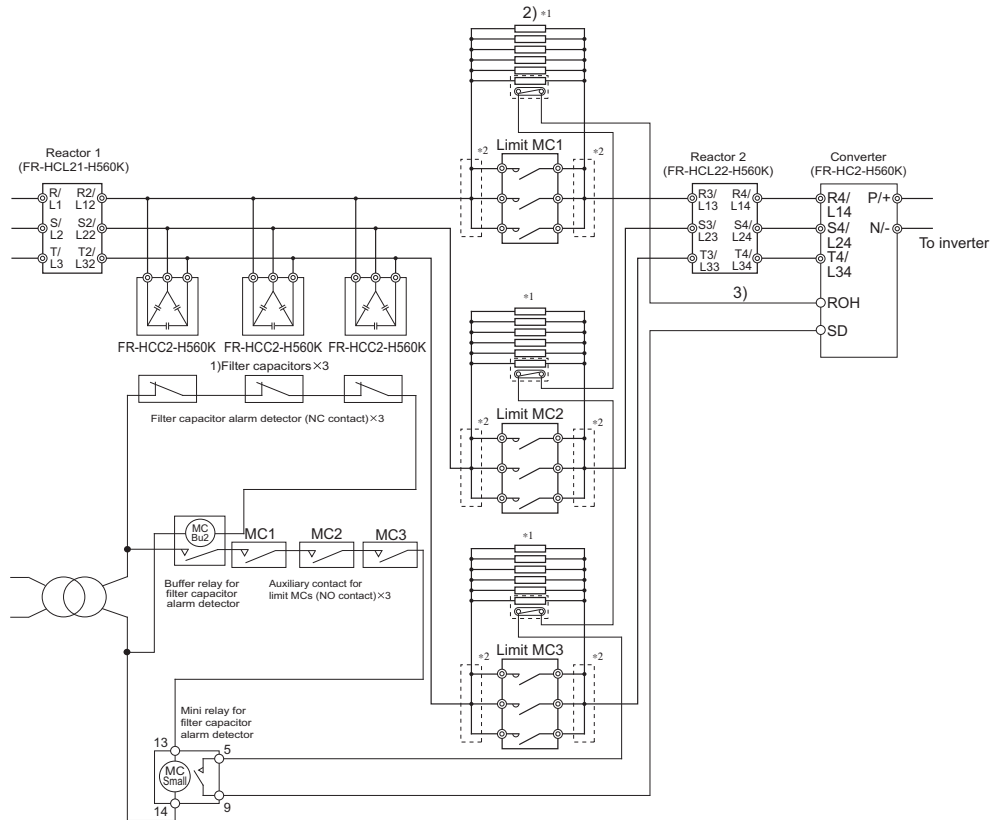 2) *1
Limit MC1
*2
*2
Reactor 1
(FR-HCL21-H560K)
R/
L1
R2/
L12
S/
L2
S2/
L22
T/
L3
T2/
L32
Reactor 2
(FR-HCL22-H560K)
R3/
L13
R4/
L14
S3/
L23
S4/
L24
T3/
L33
T4/
L34
Converter
(FR-HC2-H560K)
R4/
L14
S4/
L24
T4/
L34
P/+
N/-
To inverter
3)
ROH
SD
FR-HCC2-H560K
FR-HCC2-H560K
FR-HCC2-H560K
1)Filter capacitors×3
Filter capacitor alarm detector (NC contact)×3
*1
Limit MC2
*2
*2
MC
Bu2
MC1
MC2
MC3
Buffer relay for
filter capacitor
alarm detector
Auxiliary contact for
limit MCs (NO contact)×3
*1
Limit MC3
*2
*2
Mini relay for
filter capacitor
alarm detector
13
5
MC
Small
14
9